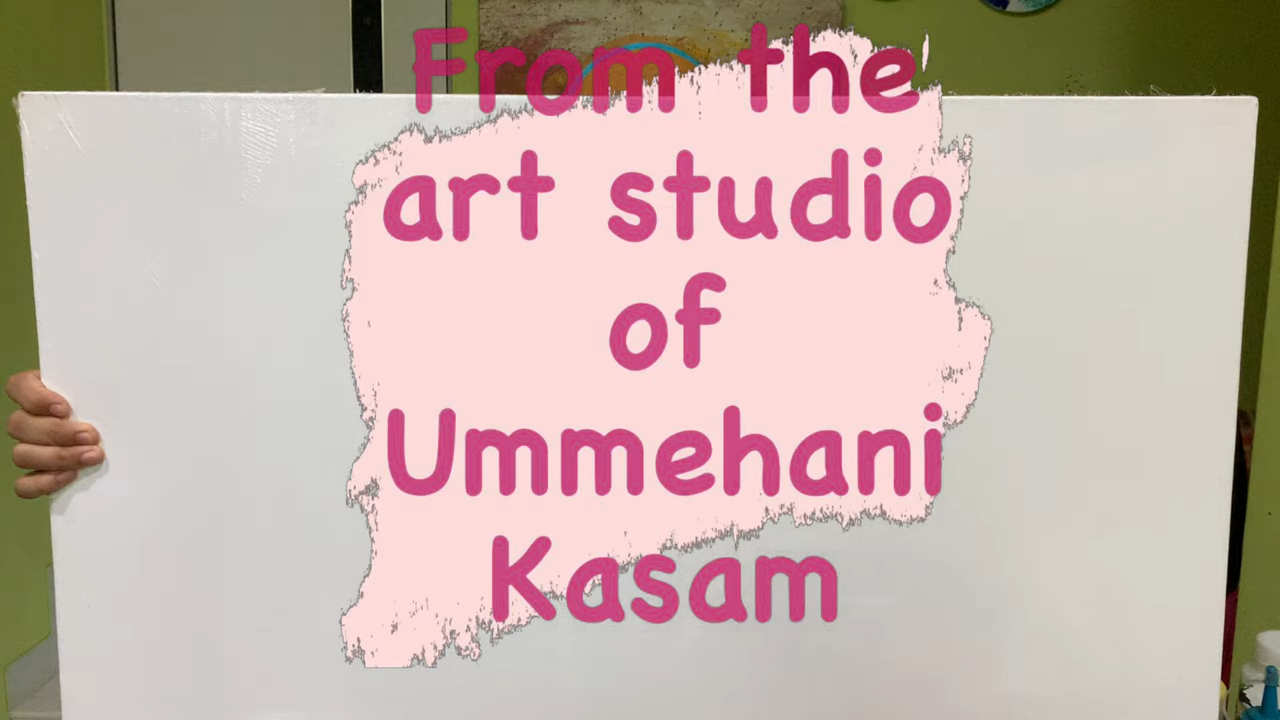 From the
art studio
of
Ummehani
Kasam